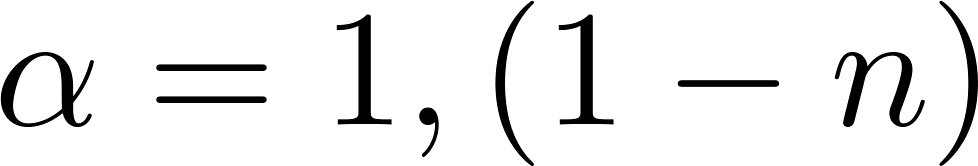 α = 1, (1 − n)